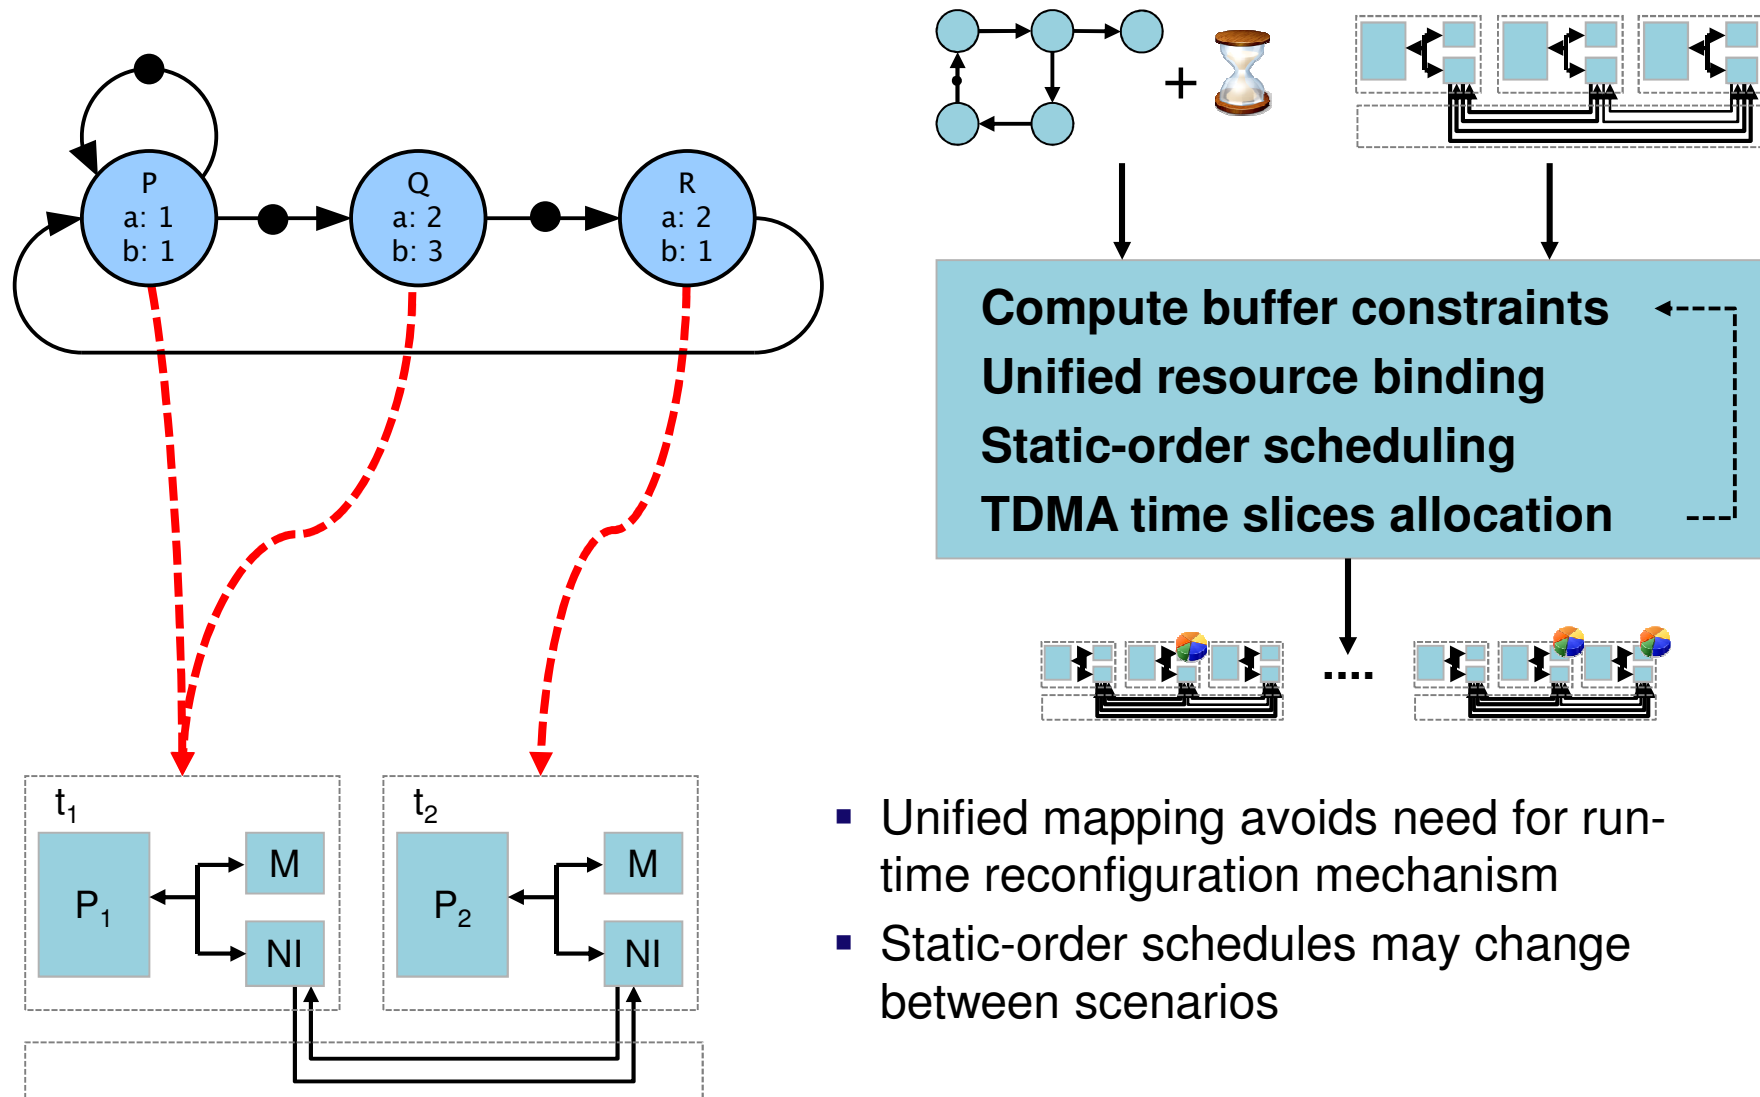 P
a: 1
b: 1
Q
a: 2
b: 3
R
a: 2
b: 1
+
Compute buffer constraints
Unified resource binding
Static-order scheduling
TDMA time slices allocation
....
t₁
P₁
M
NI
t₂
P₂
M
NI
▪ Unified mapping avoids need for run-
time reconfiguration mechanism
▪ Static-order schedules may change
between scenarios